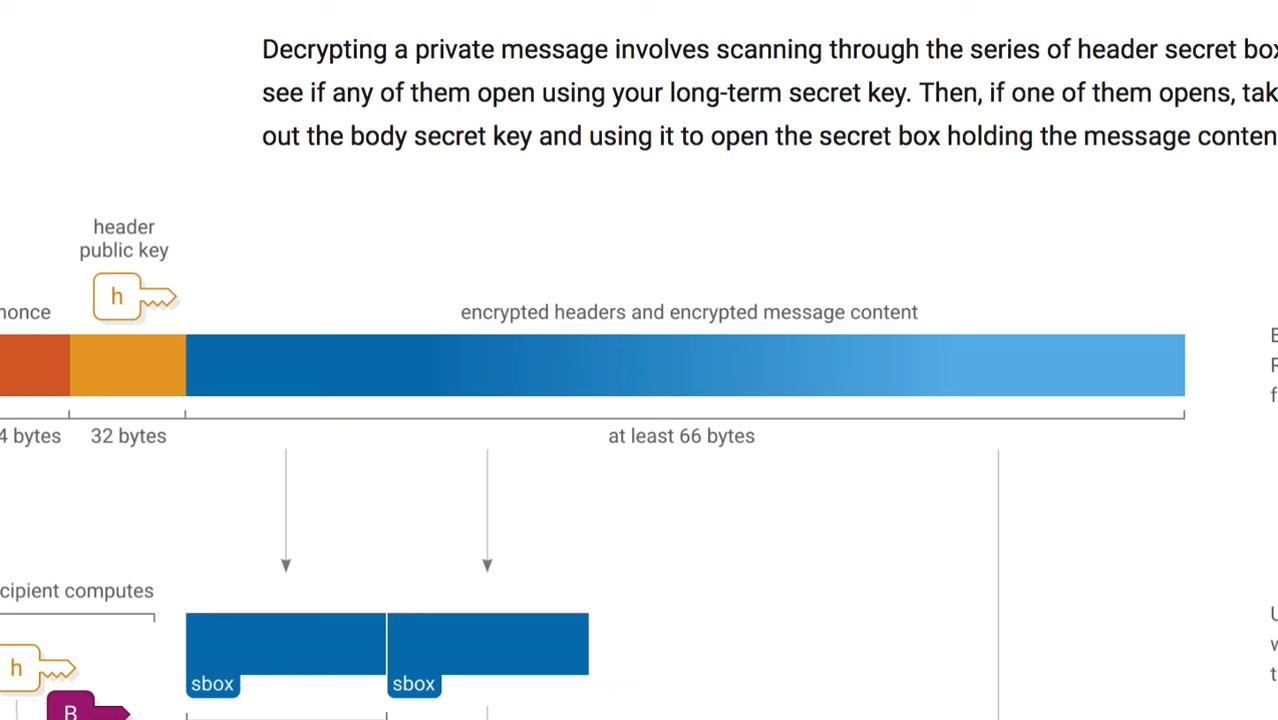 Decrypting a private message involves scanning through the series of header secret box
see if any of them open using your long-term secret key. Then, if one of them opens, tak
out the body secret key and using it to open the secret box holding the message conten
header
public key
h
nonce
encrypted headers and encrypted message content
4 bytes
32 bytes
at least 66 bytes
cipient computes
h
sbox
sbox
B